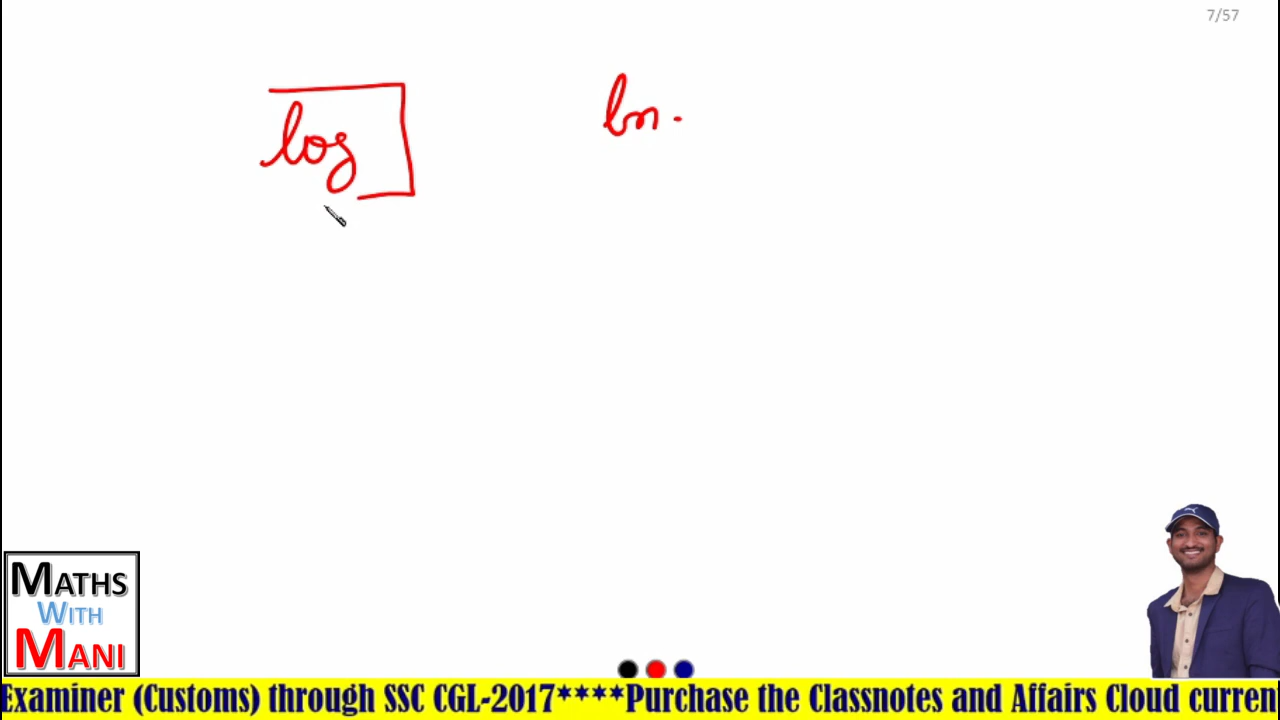 7/57
log
ln.
MATHS
WITH
MANI
Examiner (Customs) through SSC CGL-2017****Purchase the Classnotes and Affairs Cloud curren